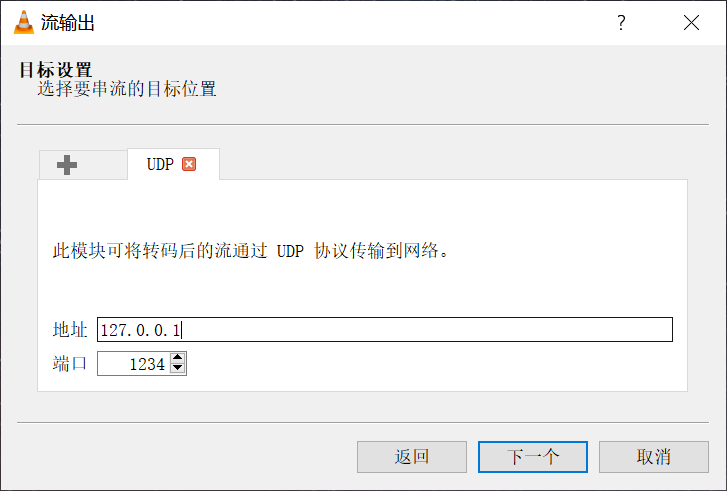 流输出
目标设置
选择要串流的目标位置
UDP
此模块可将转码后的流通过 UDP 协议传输到网络。
地址 127.0.0.1
端口 1234
返回 下一个 取消